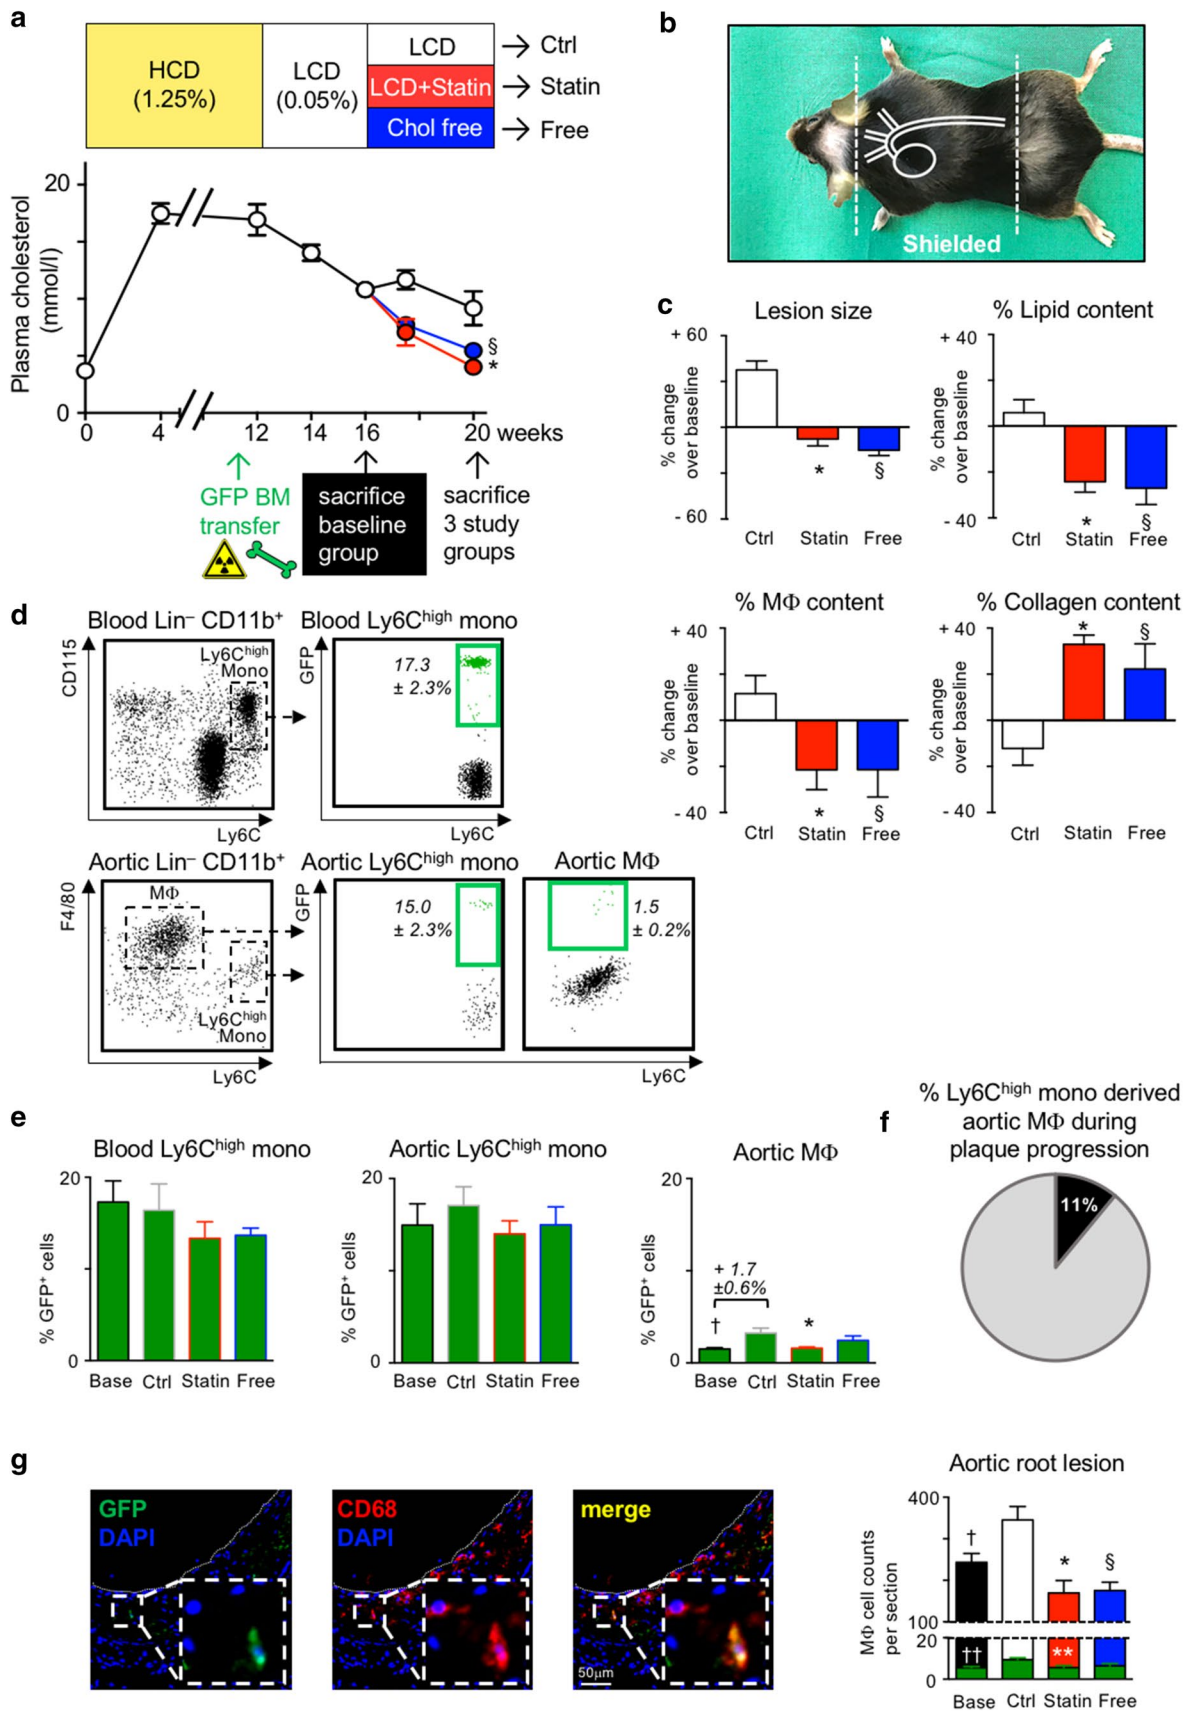 a
HCD
(1.25%)
LCD
(0.05%)
LCD
LCD+Statin
Chol free
Ctrl
Statin
Free
Plasma cholesterol
(mmol/l)
20
0
§
*
0 4 12 14 16 20 weeks
GFP BM
transfer
sacrifice
baseline
group
sacrifice
3 study
groups
b
Shielded
c
Lesion size
+ 60
% change
over baseline
- 60
* §
Ctrl Statin Free
% Lipid content
+ 40
% change
over baseline
- 40
* §
Ctrl Statin Free
% MΦ content
+ 40
% change
over baseline
- 40
* §
Ctrl Statin Free
% Collagen content
+ 40
* §
% change
over baseline
- 40
Ctrl Statin Free
d
Blood Lin– CD11b+
CD115
Ly6Chigh
Mono
Ly6C
Blood Ly6Chigh mono
GFP
17.3
± 2.3%
Ly6C
Aortic Lin– CD11b+
F4/80
MΦ
Ly6Chigh
Mono
Ly6C
Aortic Ly6Chigh mono
GFP
15.0
± 2.3%
Aortic MΦ
1.5
± 0.2%
Ly6C
e
Blood Ly6Chigh mono
20
% GFP+ cells
0
Base Ctrl Statin Free
Aortic Ly6Chigh mono
20
% GFP+ cells
0
Base Ctrl Statin Free
Aortic MΦ
20
% GFP+ cells
+ 1.7
±0.6%
† *
0
Base Ctrl Statin Free
f
% Ly6Chigh mono derived
aortic MΦ during
plaque progression
11%
g
GFP
DAPI
CD68
DAPI
merge
50µm
Aortic root lesion
400
MΦ cell counts
per section
† * §
100
20
†† **
0
Base Ctrl Statin Free